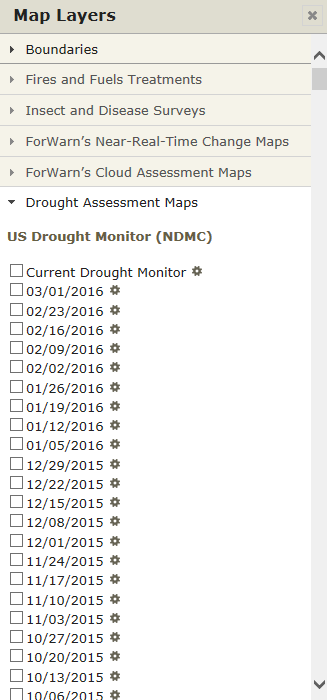 Map Layers
Boundaries
Fires and Fuels Treatments
Insect and Disease Surveys
ForWarn's Near-Real-Time Change Maps
ForWarn's Cloud Assessment Maps
Drought Assessment Maps
US Drought Monitor (NDMC)
Current Drought Monitor
03/01/2016
02/23/2016
02/16/2016
02/09/2016
02/02/2016
01/26/2016
01/19/2016
01/12/2016
01/05/2016
12/29/2015
12/22/2015
12/15/2015
12/08/2015
12/01/2015
11/24/2015
11/17/2015
11/10/2015
11/03/2015
10/27/2015
10/20/2015
10/13/2015
10/06/2015